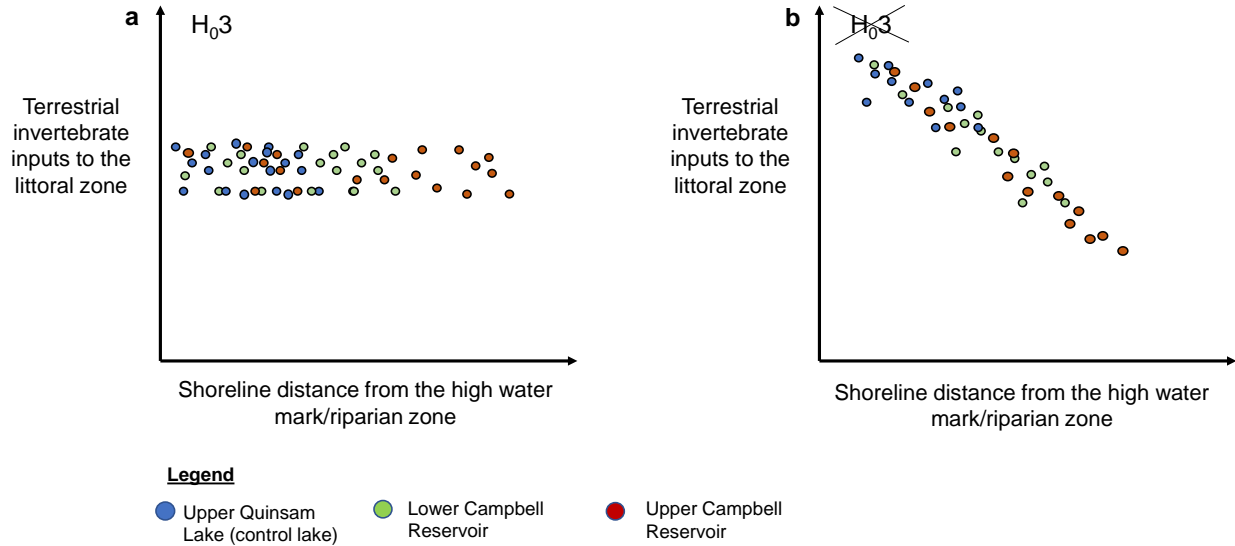 a
H₀3
Terrestrial
invertebrate
inputs to the
littoral zone
Shoreline distance from the high water
mark/riparian zone
b
H₀3
Terrestrial
invertebrate
inputs to the
littoral zone
Shoreline distance from the high water
mark/riparian zone
Legend
Upper Quinsam
Lake (control lake)
Lower Campbell
Reservoir
Upper Campbell
Reservoir